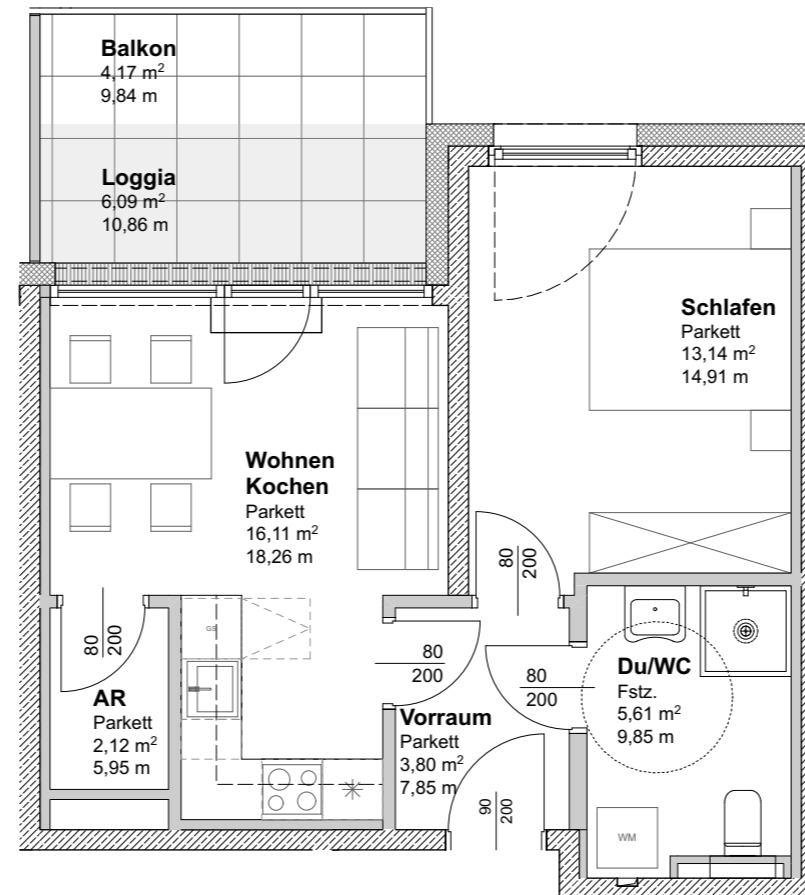 Balkon
4,17 m²
9,84 m
Loggia
6,09 m²
10,86 m
Schlafen
Parkett
13,14 m²
14,91 m
Wohnen
Kochen
Parkett
16,11 m²
18,26 m
80
200
80
200
GS
80
200
80
200
AR
Parkett
2,12 m²
5,95 m
Vorraum
Parkett
3,80 m²
7,85 m
Du/WC
Fstz.
5,61 m²
9,85 m
90
200
WM